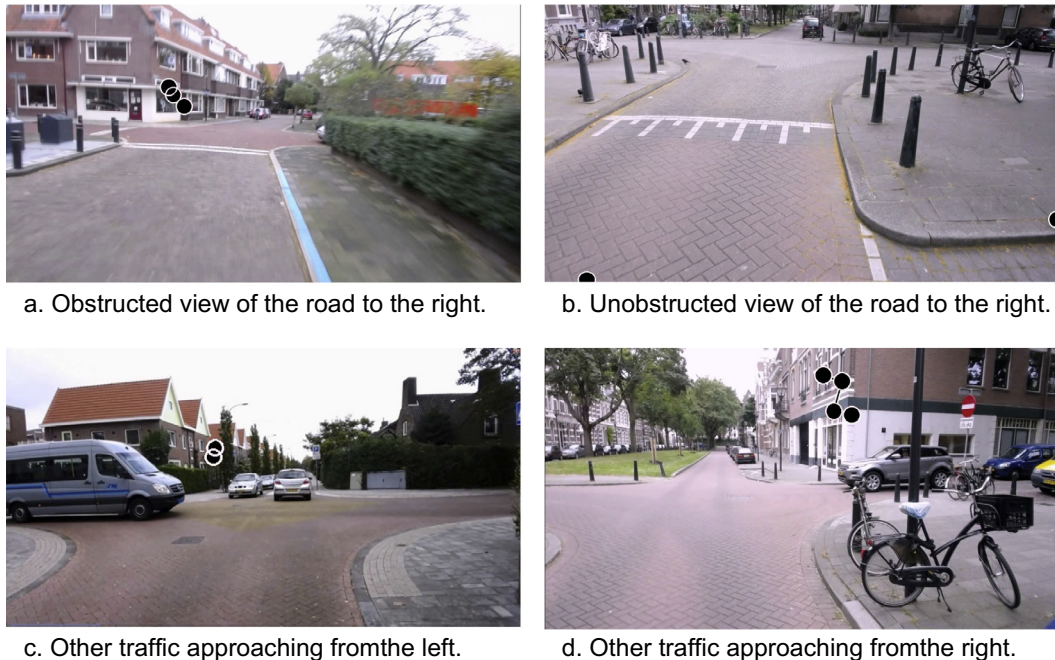 a. Obstructed view of the road to the right.
b. Unobstructed view of the road to the right.
c. Other traffic approaching fromthe left.
d. Other traffic approaching fromthe right.